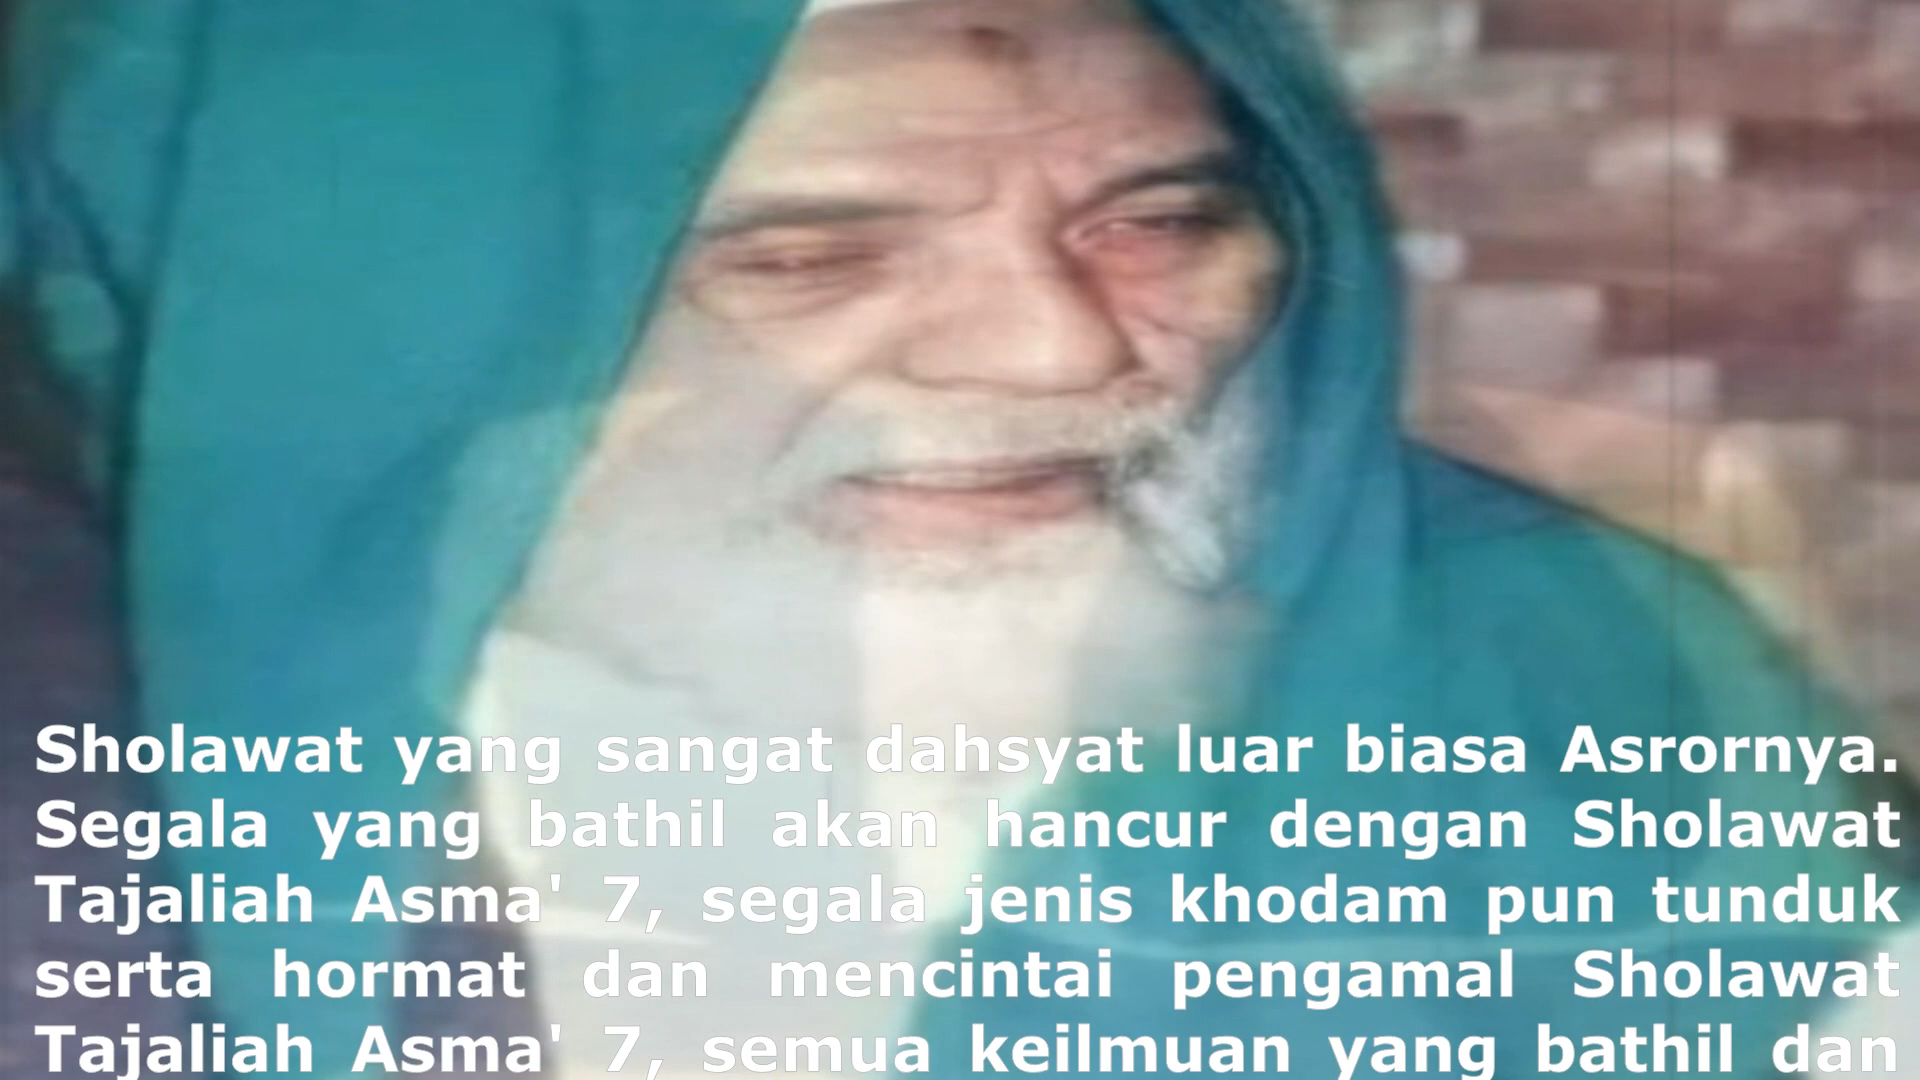 Sholawat yang sangat dahsyat luar biasa Asrornya.
Segala yang bathil akan hancur dengan Sholawat
Tajaliah Asma' 7, segala jenis khodam pun tunduk
serta hormat dan mencintai pengamal Sholawat
Tajaliah Asma' 7, semua keilmuan yang bathil dan